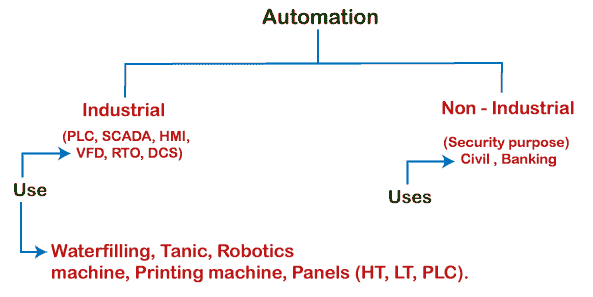 Automation
Industrial
(PLC, SCADA, HMI,
VFD, RTO, DCS)
Use
Waterfilling, Tanic, Robotics
machine, Printing machine, Panels (HT, LT, PLC).
Non - Industrial
(Security purpose)
Civil , Banking
Uses